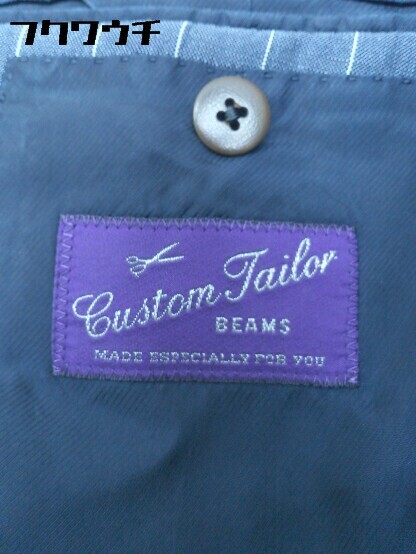 フクワウチ
Custom Tailor
BEAMS
MADE ESPECIALLY FOR YOU